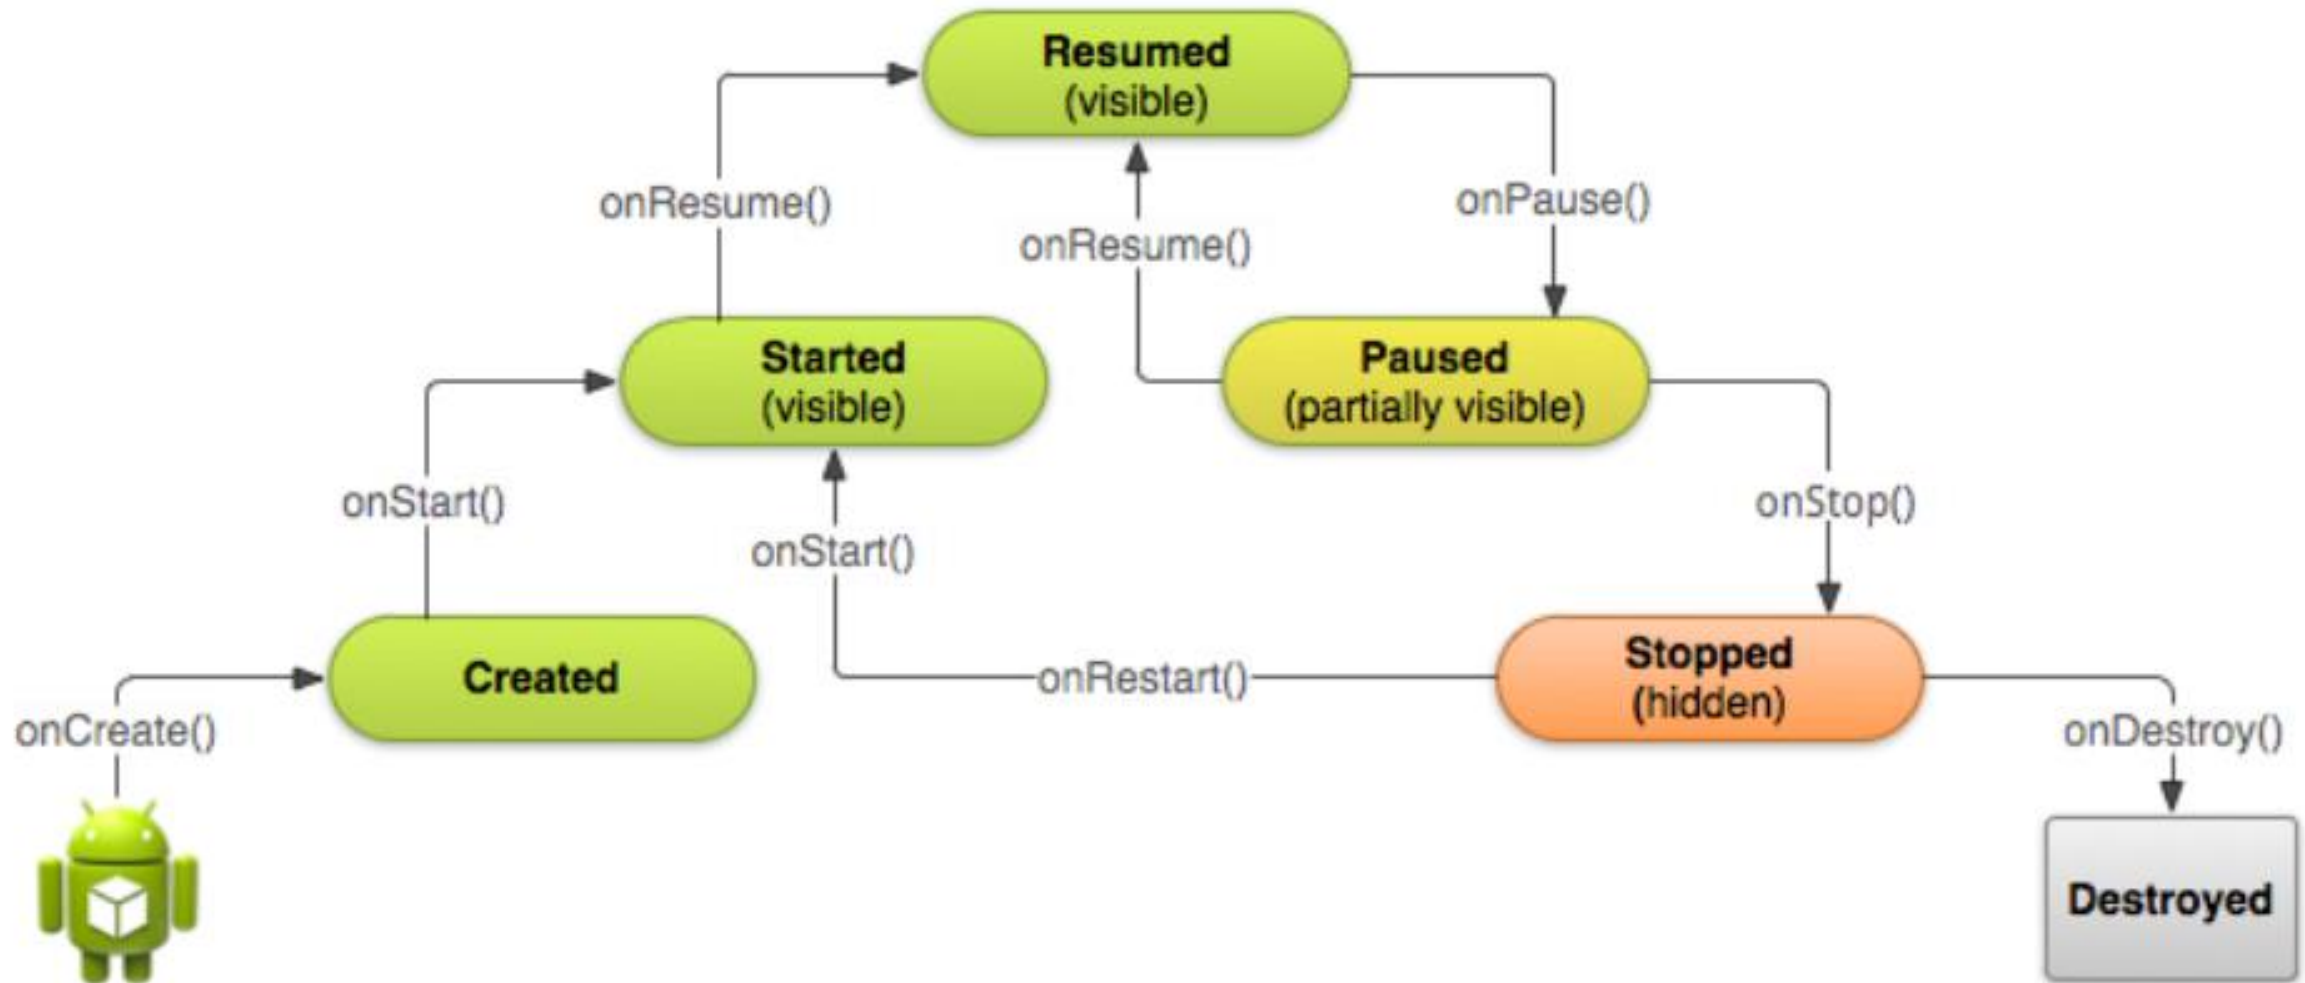 Resumed
(visible)
onResume()
onPause()
onResume()
Started
(visible)
Paused
(partially visible)
onStart()
onStop()
onStart()
Created
onRestart()
Stopped
(hidden)
onCreate()
onDestroy()
Destroyed